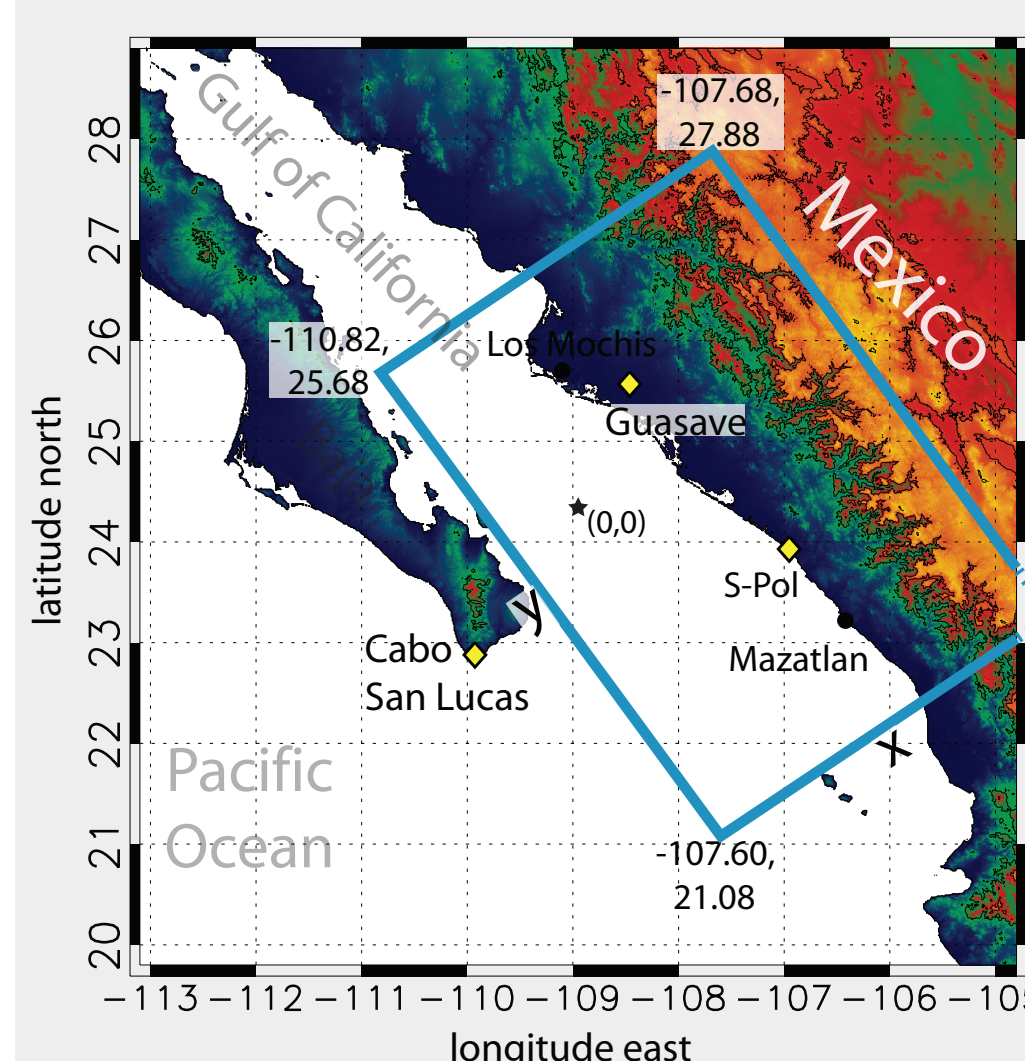 Gulf of California
-107.68,
27.88
Mexico
-110.82,
25.68
Los Mochis
Guasave
Baja
(0,0)
S-Pol
y
Cabo
San Lucas
Mazatlan
x
Pacific
Ocean
-107.60,
21.08
28
27
26
25
24
23
22
21
20
latitude north
−113 −112 −111 −110 −109 −108 −107 −106
longitude east